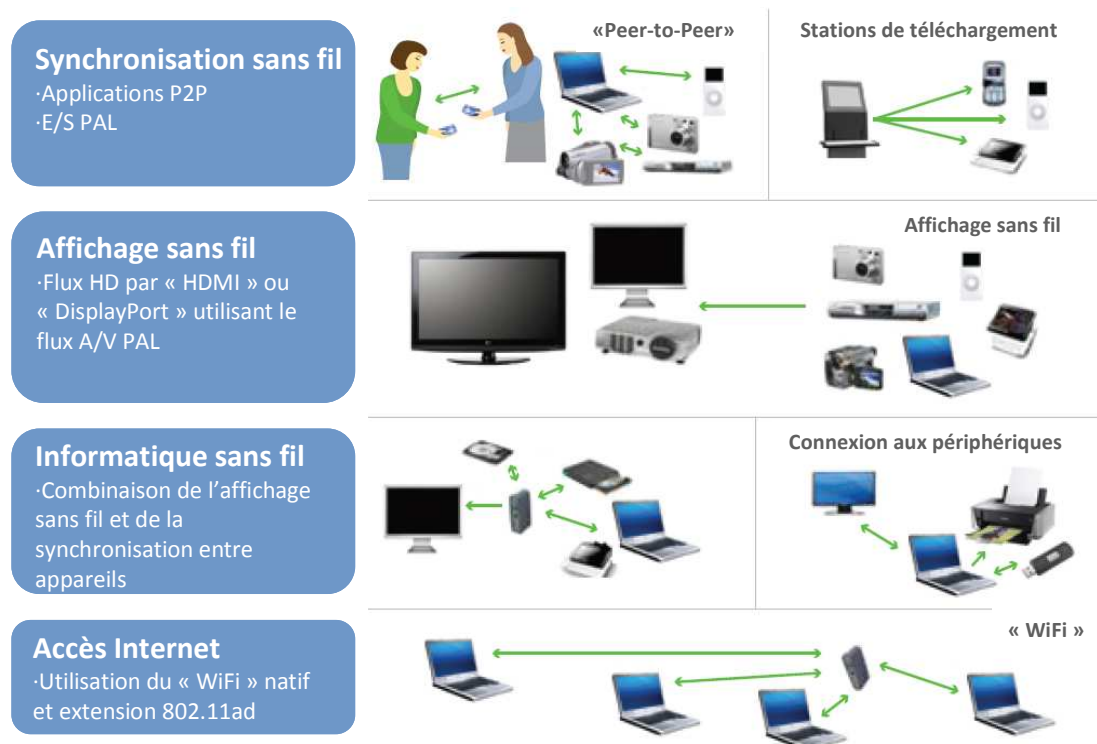 Synchronisation sans fil
·Applications P2P
·E/S PAL
«Peer-to-Peer»
Stations de téléchargement
Affichage sans fil
·Flux HD par « HDMI » ou
« DisplayPort » utilisant le
flux A/V PAL
Affichage sans fil
Informatique sans fil
·Combinaison de l’affichage
sans fil et de la
synchronisation entre
appareils
Connexion aux périphériques
Accès Internet
·Utilisation du « WiFi » natif
et extension 802.11ad
« WiFi »